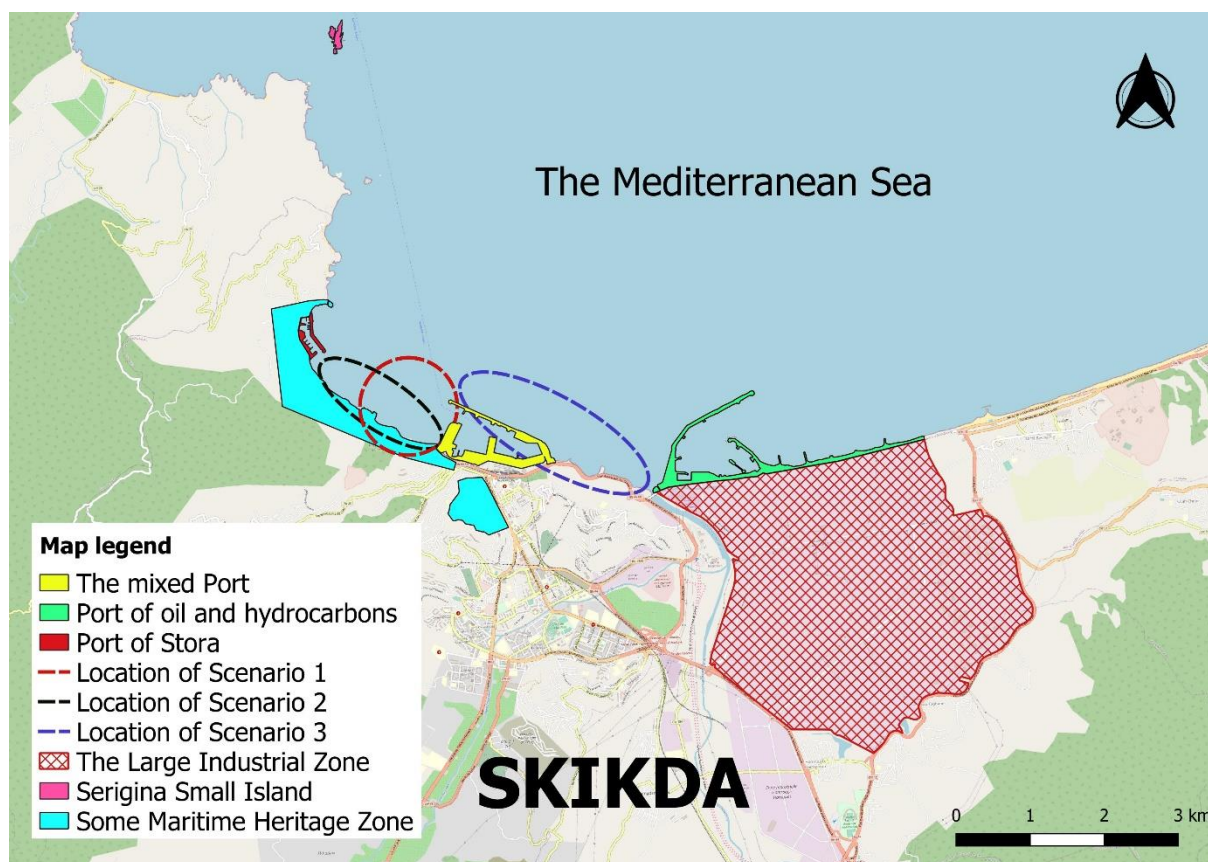 The Mediterranean Sea
Map legend
The mixed Port
Port of oil and hydrocarbons
Port of Stora
Location of Scenario 1
Location of Scenario 2
Location of Scenario 3
The Large Industrial Zone
Serigina Small Island
Some Maritime Heritage Zone
SKIKDA
0 1 2 3 km